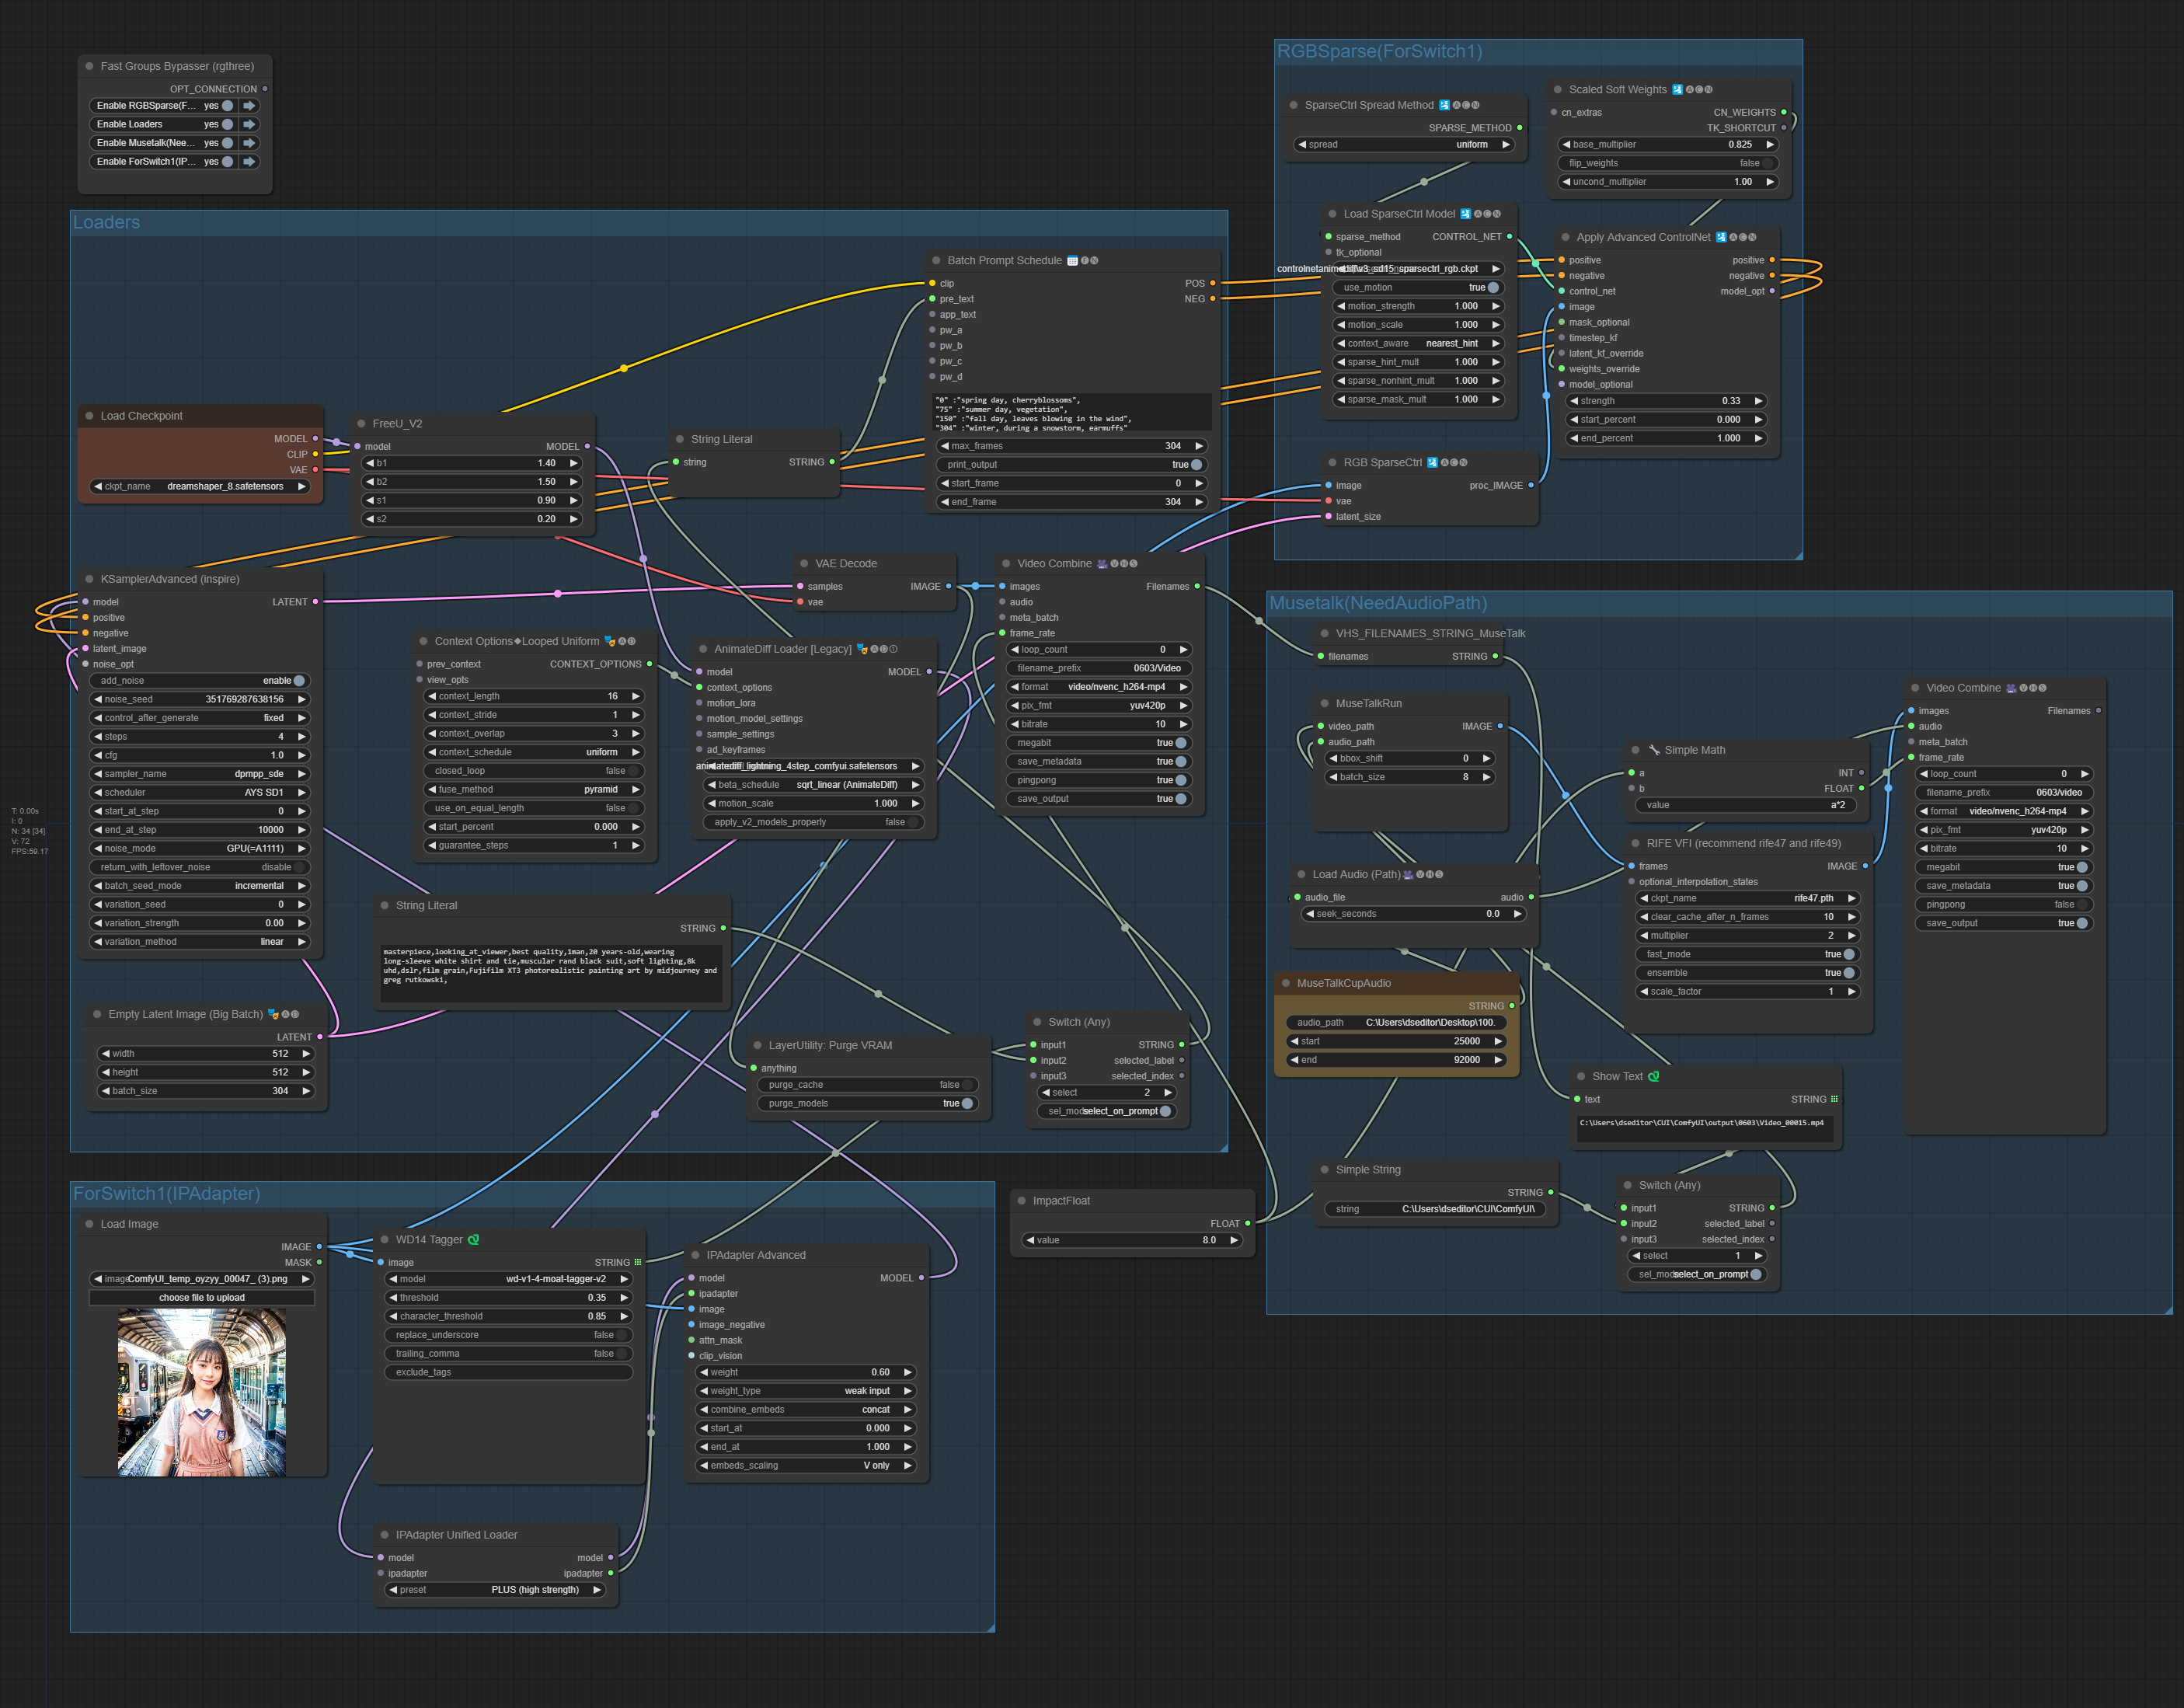 Fast Groups Bypasser (rgthree)
OPT_CONNECTION
Enable RGBSparse(F... yes
Enable Loaders yes
Enable Musetalk(Nee... yes
Enable ForSwitch1(IP... yes
Loaders
Load Checkpoint
MODEL
CLIP
VAE
ckpt_name dreamshaper_8.safetensors
FreeU_V2
model MODEL
b1 1.40
b2 1.50
s1 0.90
s2 0.20
String Literal
string STRING
Batch Prompt Schedule
clip POS
pre_text NEG
app_text
pw_a
pw_b
pw_c
pw_d
"0" :"spring day, cherryblossoms",
"75" :"summer day, vegetation",
"150" :"fall day, leaves blowing in the wind",
"304" :"winter, during a snowstorm, earmuffs"
max_frames 304
print_output true
start_frame 0
end_frame 304
KSamplerAdvanced (inspire)
model LATENT
positive
negative
latent_image
noise_opt
add_noise enable
noise_seed 351769287638156
control_after_generate fixed
steps 4
cfg 1.0
sampler_name dpmpp_sde
scheduler AYS SD1
start_at_step 0
end_at_step 10000
noise_mode GPU(=A1111)
return_with_leftover_noise disable
batch_seed_mode incremental
variation_seed 0
variation_strength 0.00
variation_method linear
T: 0.00s
I: 0
N: 34 [34]
V: 72
FPS:59.17
Context Options◆Looped Uniform
prev_context CONTEXT_OPTIONS
view_opts
context_length 16
context_stride 1
context_overlap 3
context_schedule uniform
closed_loop false
fuse_method pyramid
use_on_equal_length false
start_percent 0.000
guarantee_steps 1
VAE Decode
samples IMAGE
vae
AnimateDiff Loader [Legacy]
model MODEL
context_options
motion_lora
motion_model_settings
sample_settings
ad_keyframes
beta_schedule sqrt_linear (AnimateDiff)
motion_scale 1.000
apply_v2_models_properly false
Video Combine
images Filenames
audio
meta_batch
frame_rate
loop_count 0
filename_prefix 0603/Video
format video/nvenc_h264-mp4
pix_fmt yuv420p
bitrate 10
megabit true
save_metadata true
pingpong true
save_output true
String Literal
STRING
masterpiece,looking_at_viewer,best quality,1man,20 years-old,wearing
long-sleeve white shirt and tie,muscular rand black suit,soft lighting,8k
uhd,dslr,film grain,Fujifilm XT3 photorealistic painting art by midjourney and
greg rutkowski,
Empty Latent Image (Big Batch)
LATENT
width 512
height 512
batch_size 304
LayerUtility: Purge VRAM
anything
purge_cache false
purge_models true
Switch (Any)
input1 STRING
input2 selected_label
input3 selected_index
select 2
select_on_prompt
ForSwitch1(IPAdapter)
Load Image
IMAGE
MASK
image ComfyUI_temp_oyzyy_00047_ (3).png
choose file to upload
WD14 Tagger
image STRING
model wd-v1-4-moat-tagger-v2
threshold 0.35
character_threshold 0.85
replace_underscore false
trailing_comma false
exclude_tags
IPAdapter Advanced
model MODEL
ipadapter
image
image_negative
attn_mask
clip_vision
weight 0.60
weight_type weak input
combine_embeds concat
start_at 0.000
end_at 1.000
embeds_scaling V only
IPAdapter Unified Loader
model model
ipadapter ipadapter
preset PLUS (high strength)
ImpactFloat
FLOAT
value 8.0
RGBSparse(ForSwitch1)
SparseCtrl Spread Method
SPARSE_METHOD
spread uniform
Scaled Soft Weights
cn_extras CN_WEIGHTS
TK_SHORTCUT
base_multiplier 0.825
flip_weights false
uncond_multiplier 1.00
Load SparseCtrl Model
sparse_method CONTROL_NET
tk_optional
use_motion true
motion_strength 1.000
motion_scale 1.000
context_aware nearest_hint
sparse_hint_mult 1.000
sparse_nonhint_mult 1.000
sparse_mask_mult 1.000
Apply Advanced ControlNet
positive positive
negative negative
control_net model_opt
image
mask_optional
timestep_kf
latent_kf_override
weights_override
model_optional
strength 0.33
start_percent 0.000
end_percent 1.000
RGB SparseCtrl
image proc_IMAGE
vae
latent_size
Musetalk(NeedAudioPath)
VHS_FILENAMES_STRING_MuseTalk
filenames STRING
MuseTalkRun
video_path IMAGE
audio_path
bbox_shift 0
batch_size 8
Load Audio (Path)
audio_file audio
seek_seconds 0.0
MuseTalkCupAudio
STRING
audio_path C:\Users\dseditor\Desktop\100.
start 25000
end 92000
Simple Math
a INT
b FLOAT
value a*2
RIFE VFI (recommend rife47 and rife49)
frames IMAGE
optional_interpolation_states
ckpt_name rife47.pth
clear_cache_after_n_frames 10
multiplier 2
fast_mode true
ensemble true
scale_factor 1
Video Combine
images Filenames
audio
meta_batch
frame_rate
loop_count 0
filename_prefix 0603/video
format video/nvenc_h264-mp4
pix_fmt yuv420p
bitrate 10
megabit true
save_metadata true
pingpong false
save_output true
Show Text
text STRING
C:\Users\dseditor\CUI\ComfyUI\output\0603\Video_00015.mp4
Simple String
STRING
string C:\Users\dseditor\CUI\ComfyUI\
Switch (Any)
input1 STRING
input2 selected_label
input3 selected_index
select 1
select_on_prompt